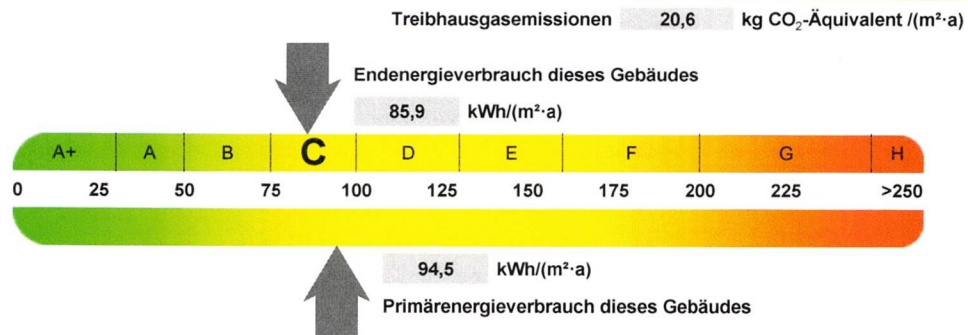 Treibhausgasemissionen 20,6 kg CO₂-Äquivalent /(m²·a)
Endenergieverbrauch dieses Gebäudes
85,9 kWh/(m²·a)
A+ A B C D E F G H
0 25 50 75 100 125 150 175 200 225 >250
94,5 kWh/(m²·a)
Primärenergieverbrauch dieses Gebäudes